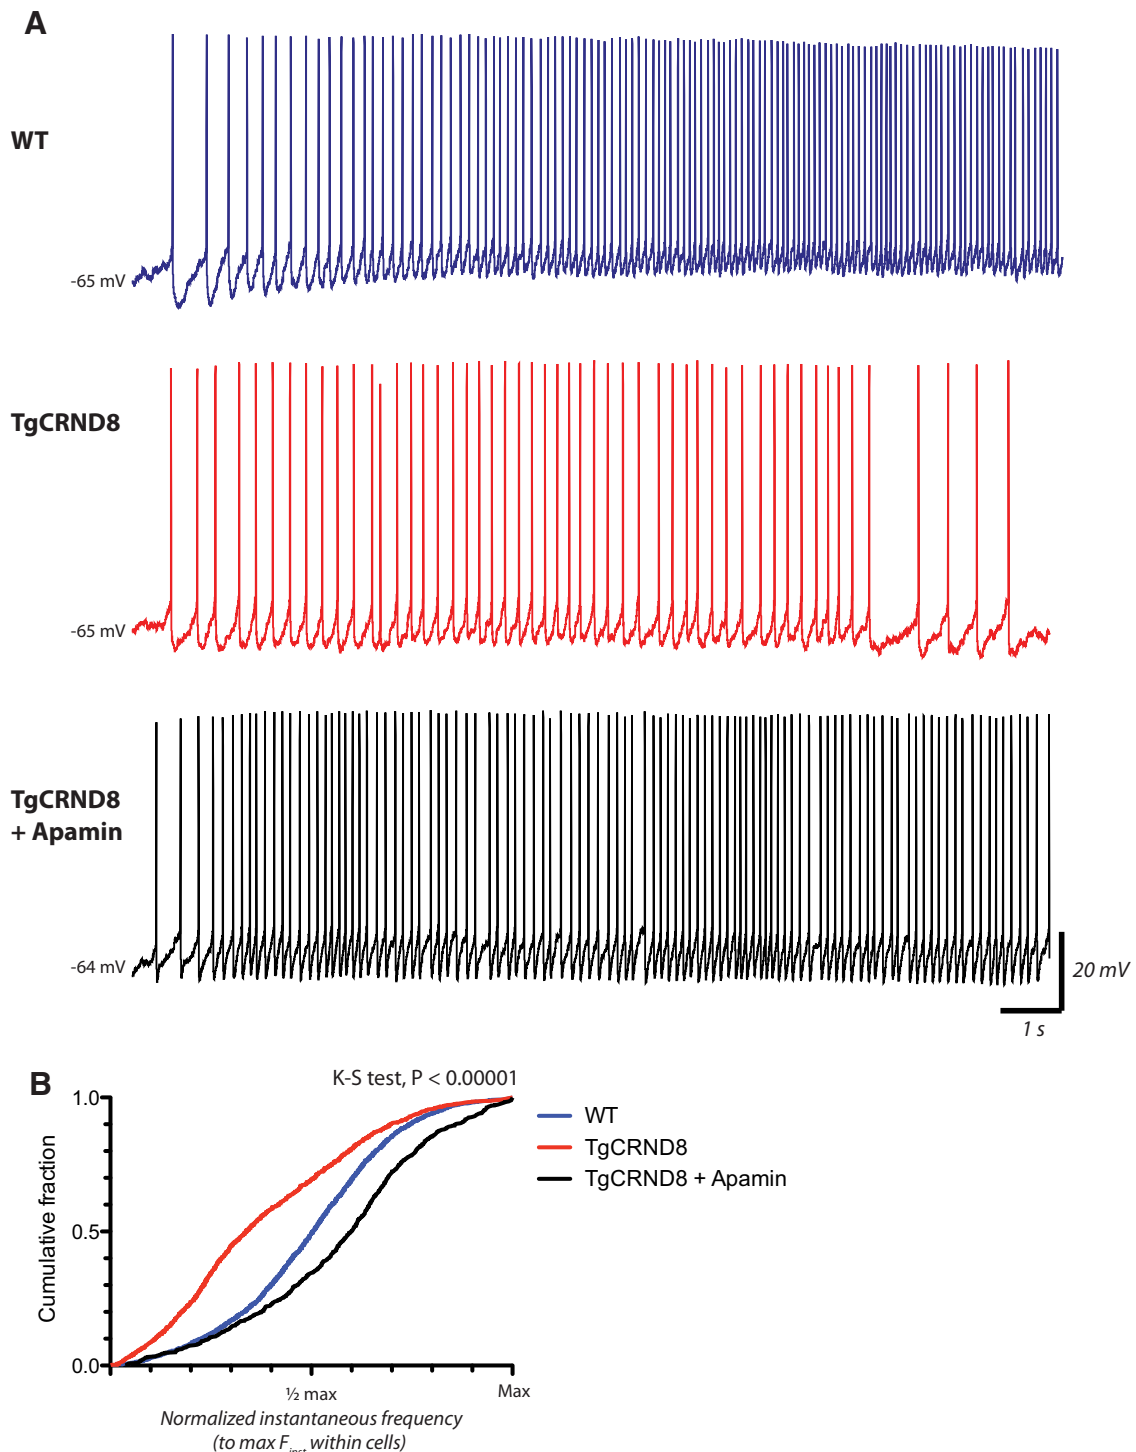 A
WT
-65 mV
TgCRND8
-65 mV
TgCRND8
+ Apamin
-64 mV
20 mV
1 s
B
K-S test, P < 0.00001
1.0
0.5
0.0
Cumulative fraction
WT
TgCRND8
TgCRND8 + Apamin
½ max
Max
Normalized instantaneous frequency
(to max Finst within cells)